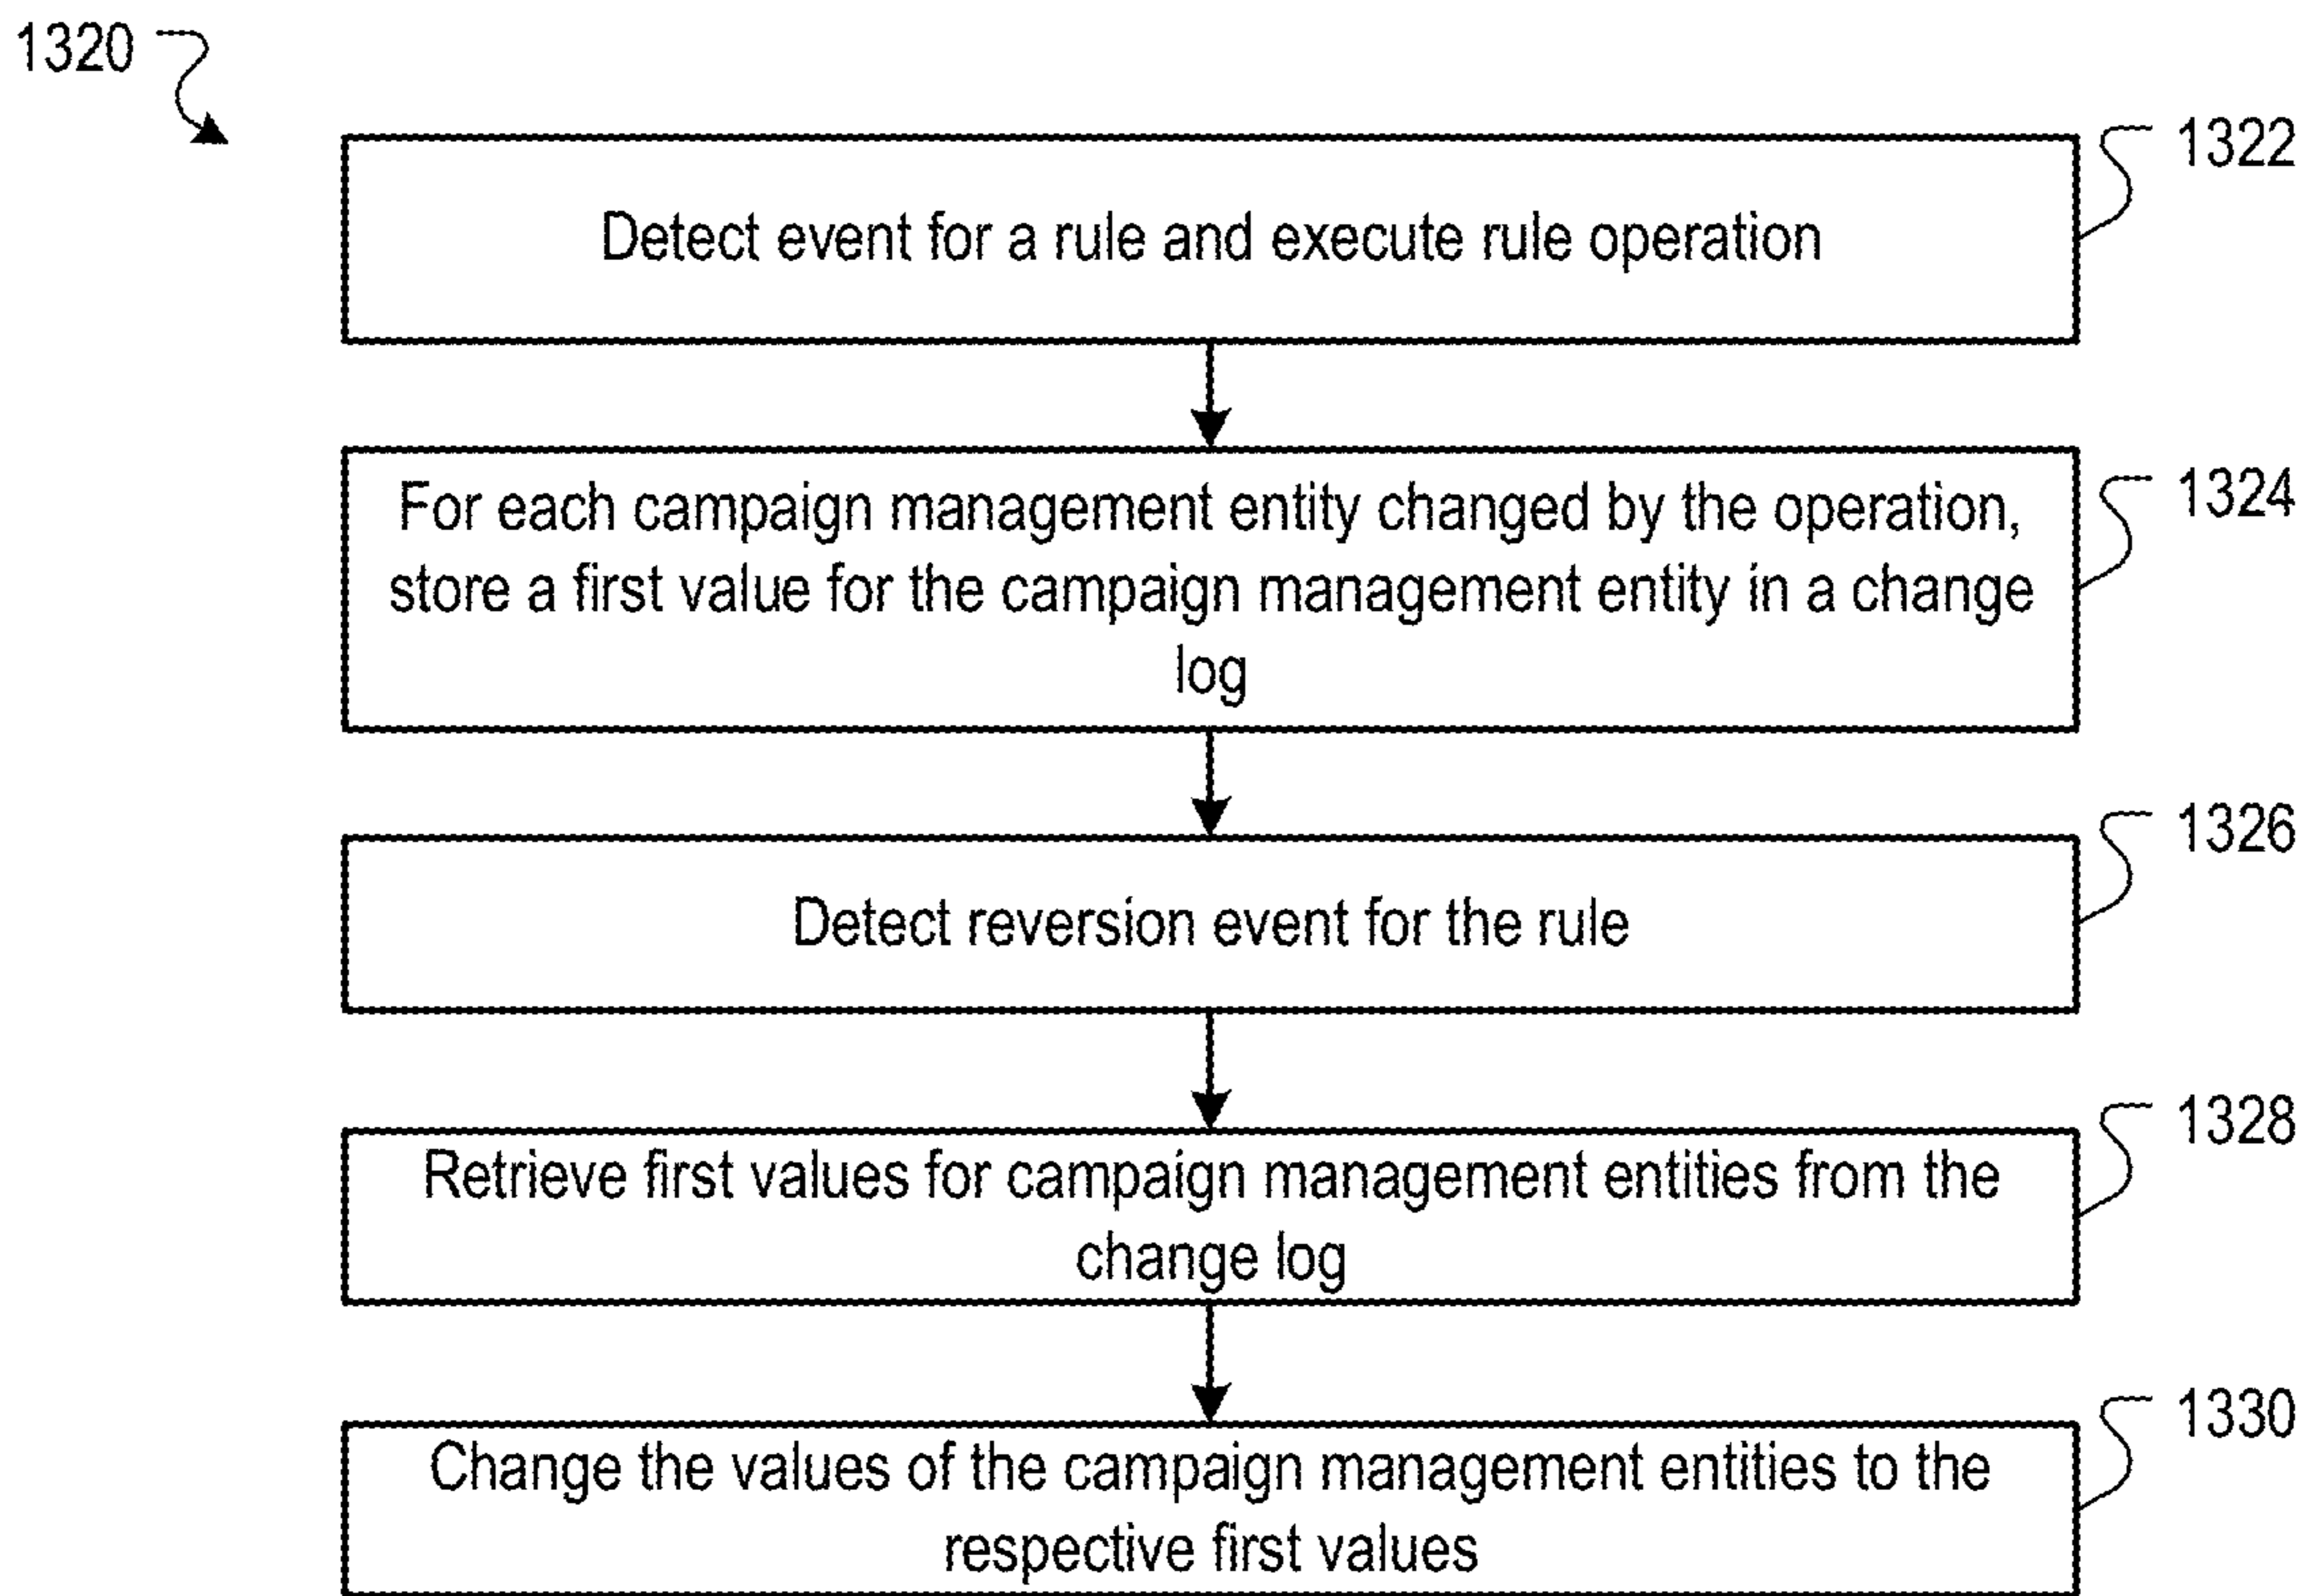 1320
1322
Detect event for a rule and execute rule operation
1324
For each campaign management entity changed by the operation,
store a first value for the campaign management entity in a change
log
1326
Detect reversion event for the rule
1328
Retrieve first values for campaign management entities from the
change log
1330
Change the values of the campaign management entities to the
respective first values